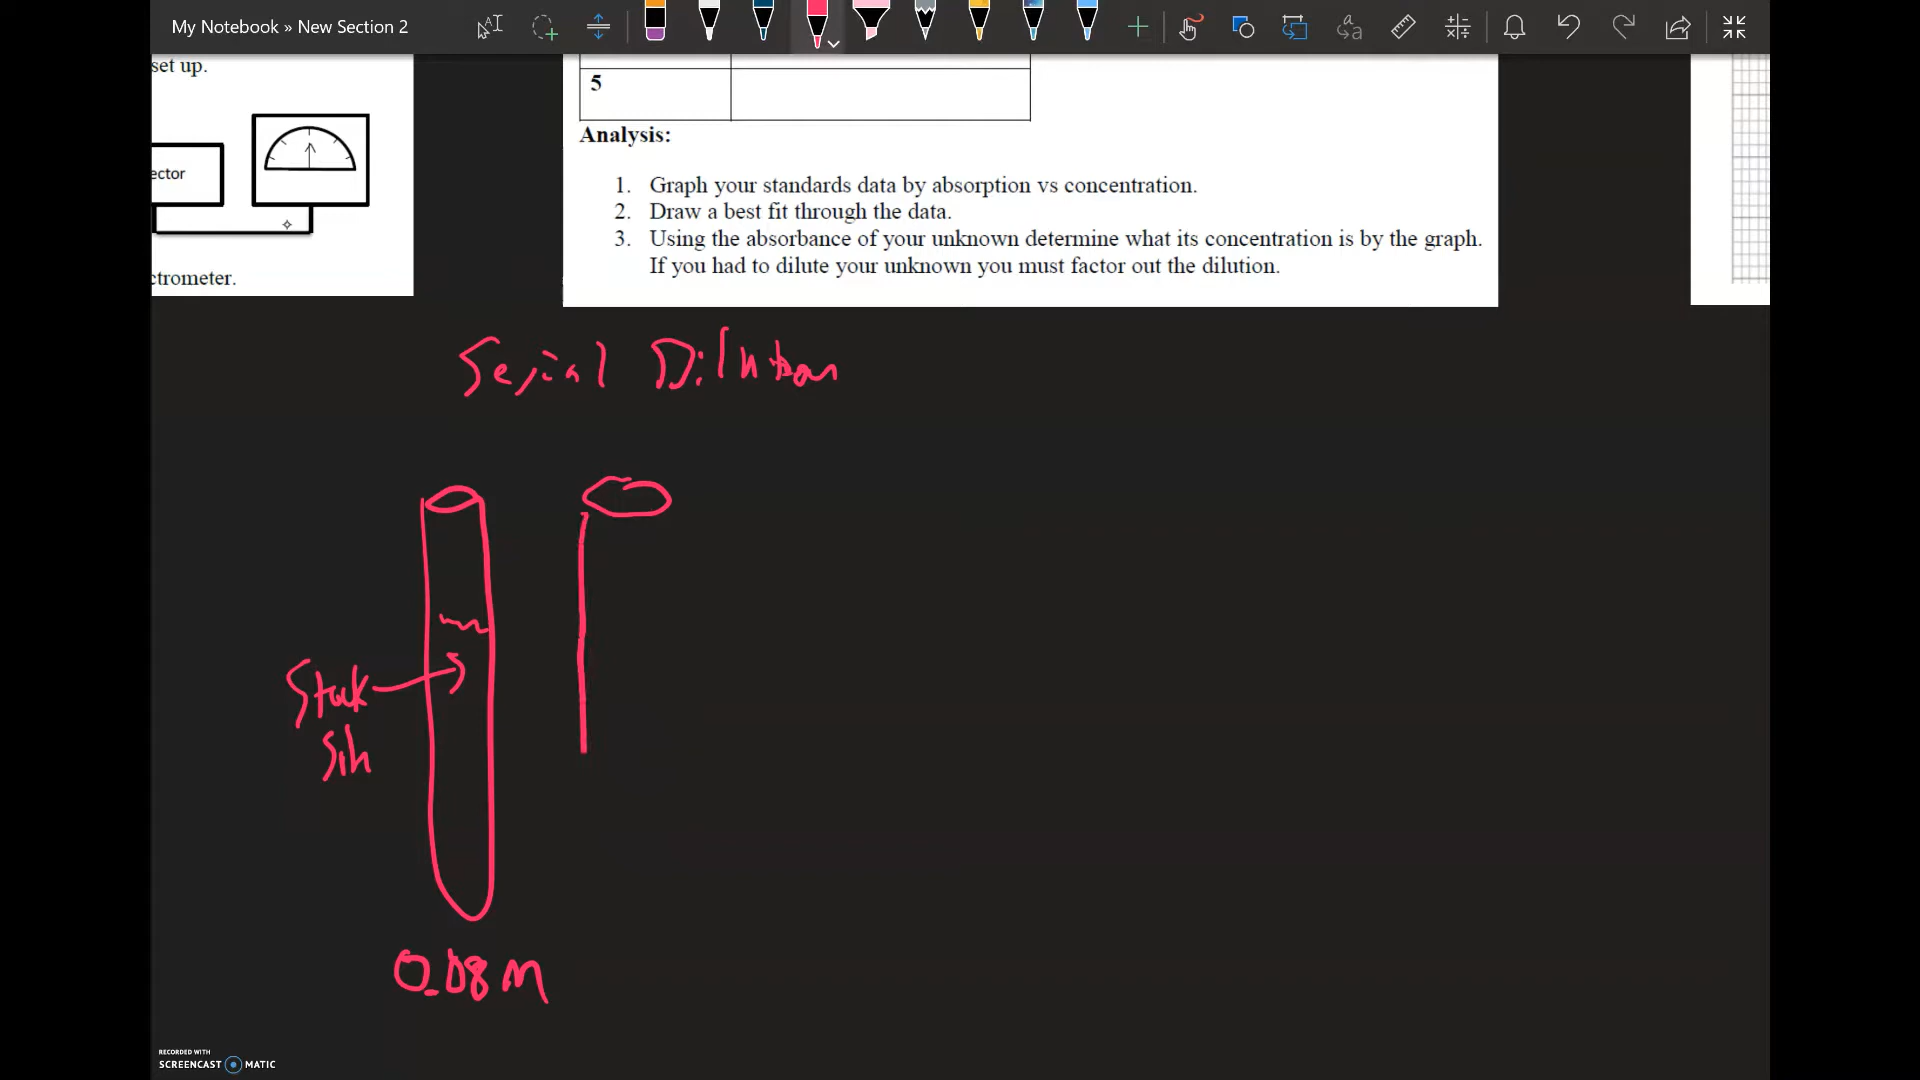 My Notebook » New Section 2
set up.
ector
ctrometer.
5
Analysis:
1. Graph your standards data by absorption vs concentration.
2. Draw a best fit through the data.
3. Using the absorbance of your unknown determine what its concentration is by the graph.
If you had to dilute your unknown you must factor out the dilution.
Serial Dilution
Stock
Sln
0.08 M
RECORDED WITH
SCREENCAST MATIC